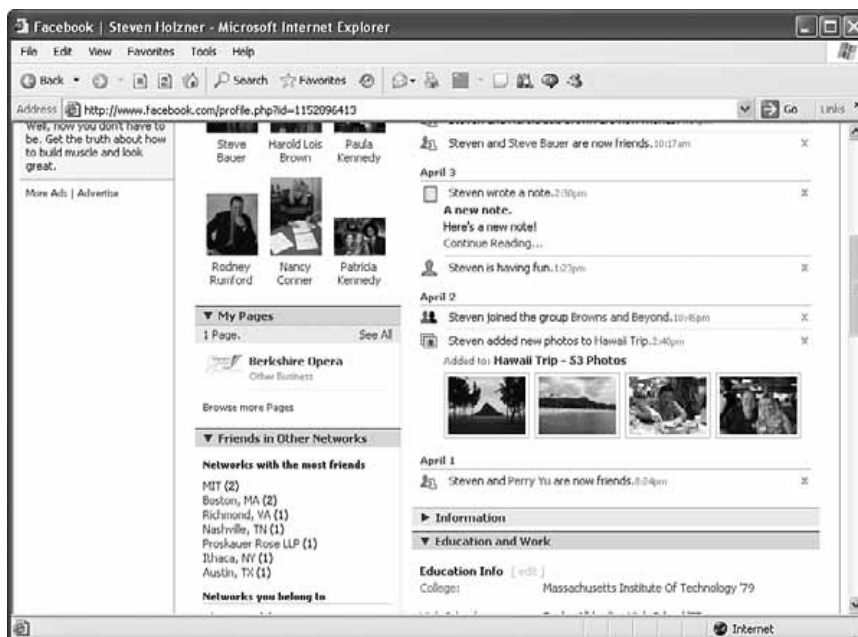 Facebook | Steven Holzner - Microsoft Internet Explorer
File Edit View Favorites Tools Help
Back Search Favorites
Address http://www.facebook.com/profile.php?id=1152096413 Go Links
Well, now you don't have to
be. Get the truth about how
to build muscle and look
great.
More Ads | Advertise
Steve Bauer
Harold Lois Brown
Paula Kennedy
Rodney Rumford
Nancy Conner
Patricia Kennedy
My Pages
1 Page. See All
Berkshire Opera
Other Business
Browse more Pages
Friends in Other Networks
Networks with the most friends
MIT (2)
Boston, MA (2)
Richmond, VA (1)
Nashville, TN (1)
Proskauer Rose LLP (1)
Ithaca, NY (1)
Austin, TX (1)
Networks you belong to
Steven and Steve Bauer are now friends. 10:17am
April 3
Steven wrote a note. 2:30pm
A new note.
Here's a new note!
Continue Reading...
Steven is having fun. 1:23pm
April 2
Steven joined the group Browns and Beyond. 10:45pm
Steven added new photos to Hawaii Trip. 2:40pm
Added to: Hawaii Trip - 53 Photos
April 1
Steven and Perry Yu are now friends. 8:24pm
Information
Education and Work
Education Info [ edit ]
College: Massachusetts Institute Of Technology '79
Internet